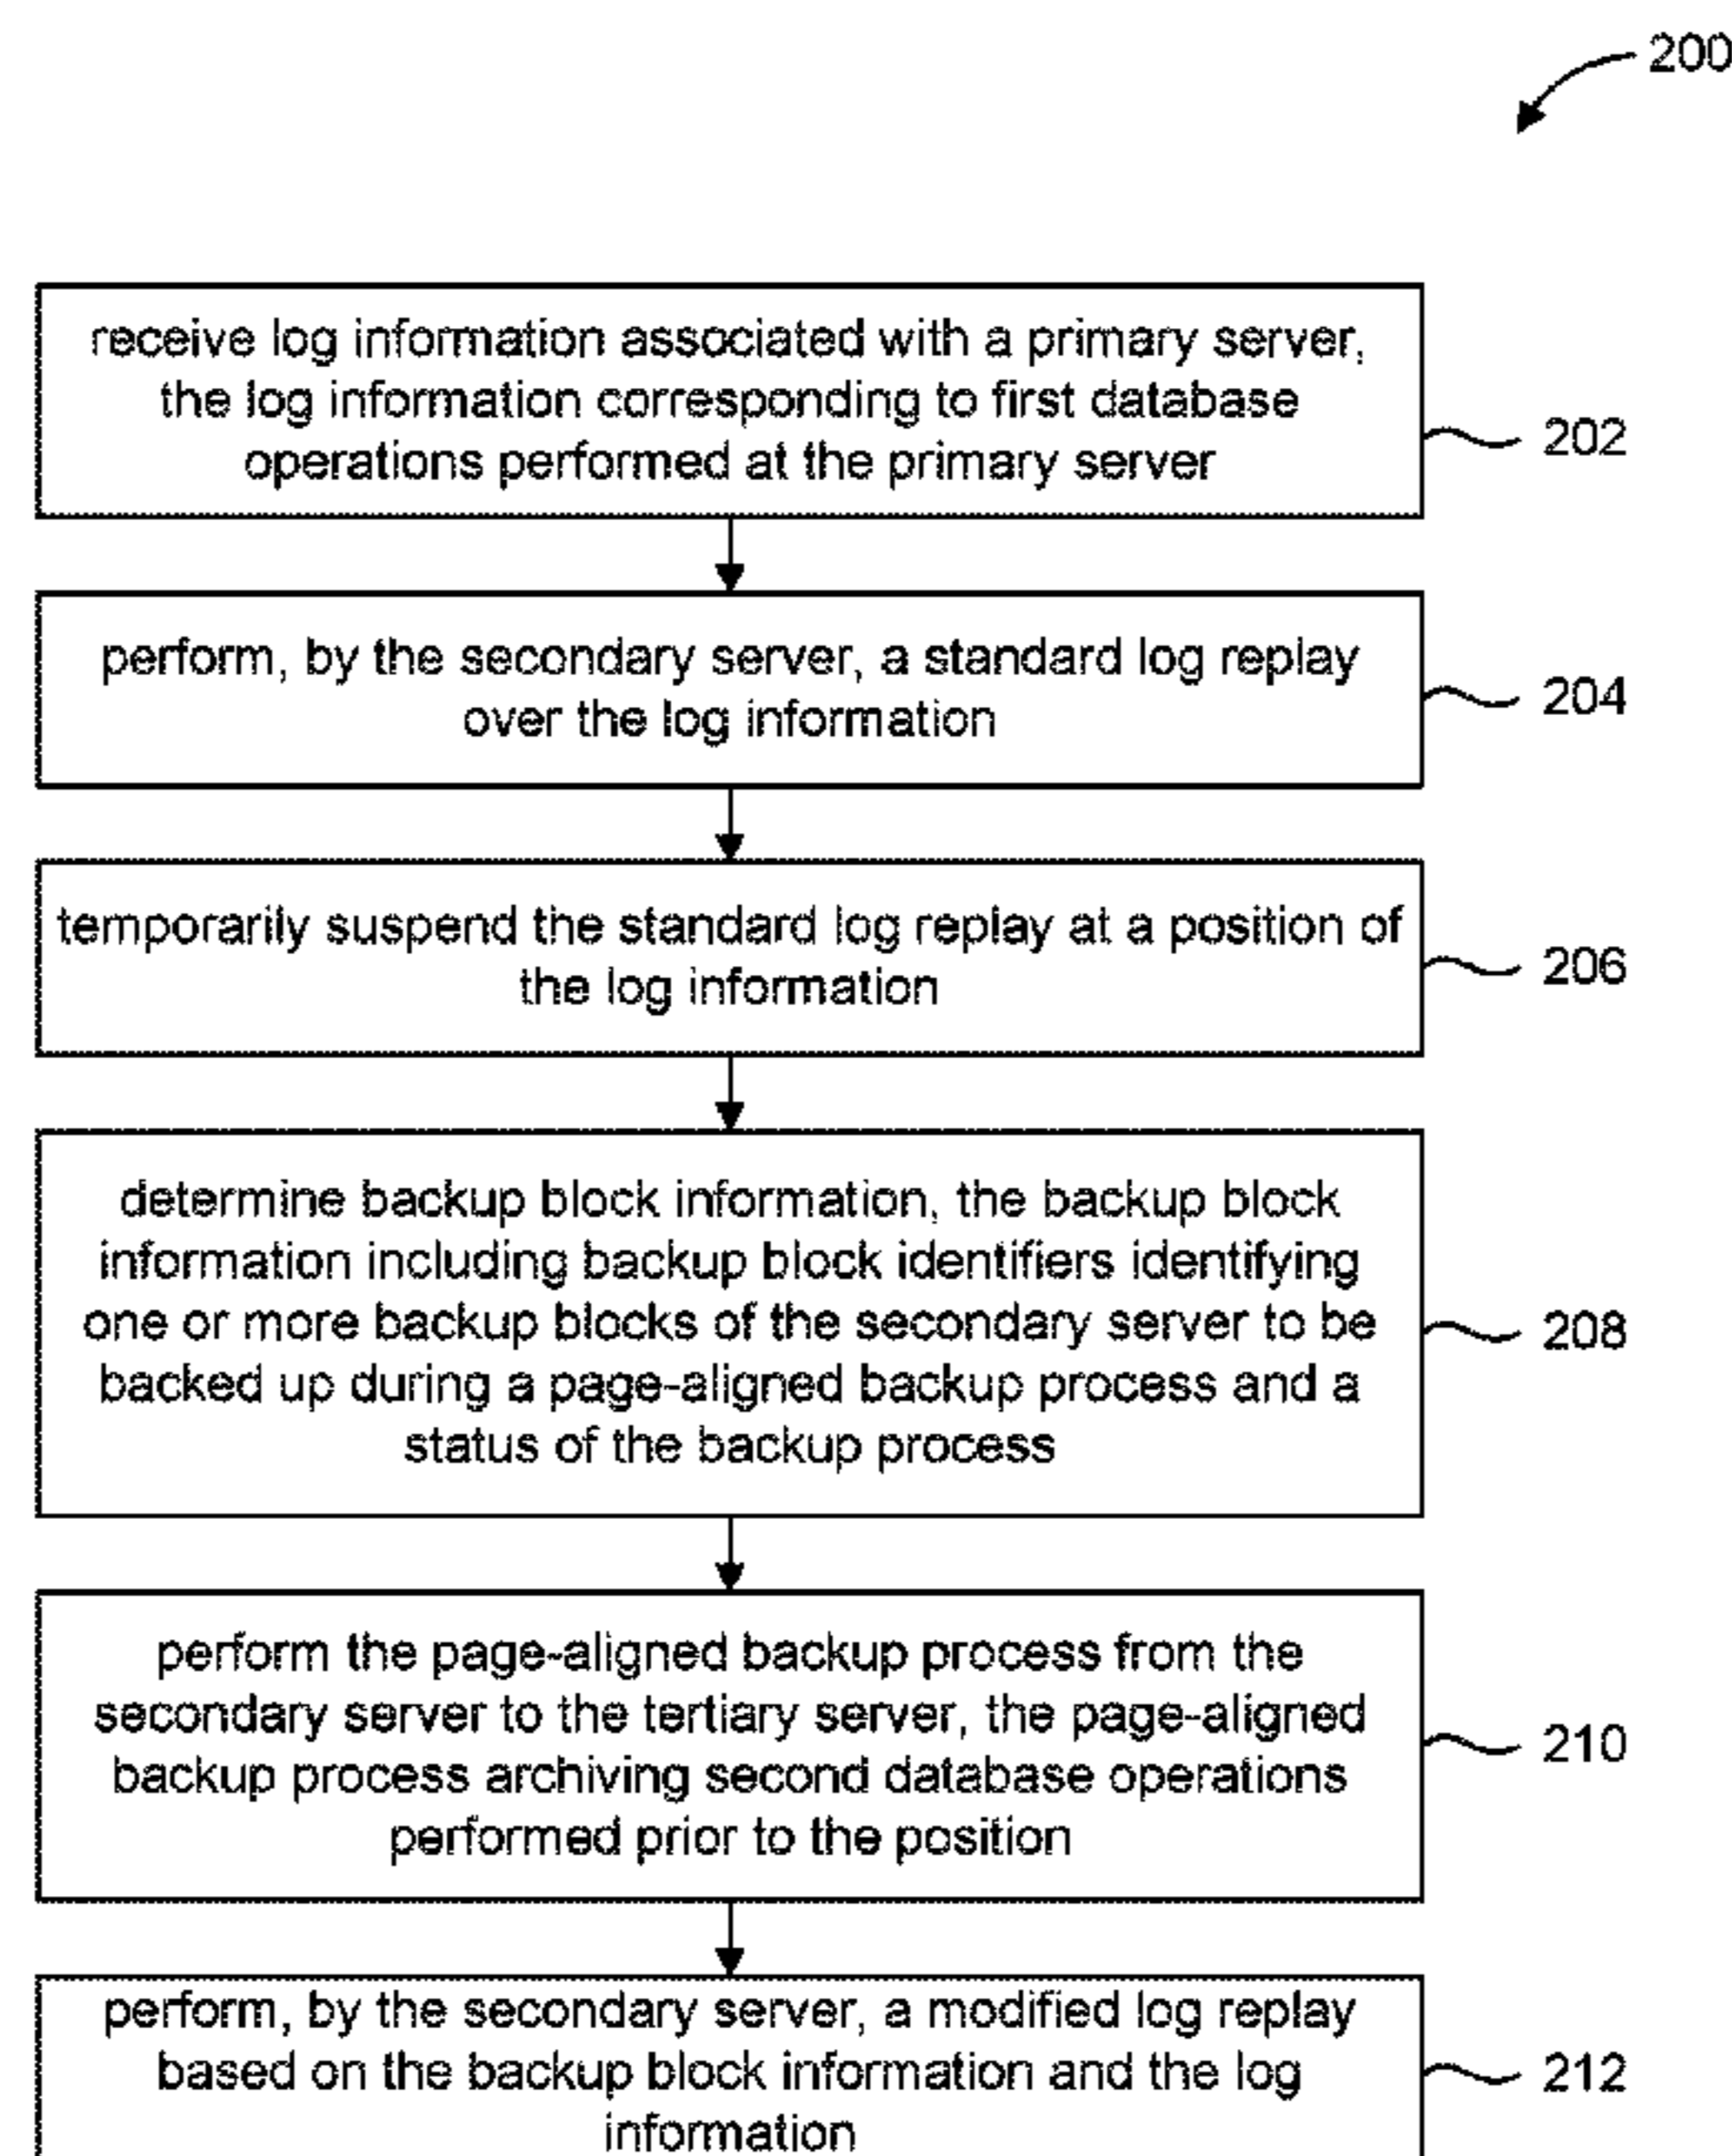 200
receive log information associated with a primary server,
the log information corresponding to first database
operations performed at the primary server
202
perform, by the secondary server, a standard log replay
over the log information
204
temporarily suspend the standard log replay at a position of
the log information
206
determine backup block information, the backup block
information including backup block identifiers identifying
one or more backup blocks of the secondary server to be
backed up during a page-aligned backup process and a
status of the backup process
208
perform the page-aligned backup process from the
secondary server to the tertiary server, the page-aligned
backup process archiving second database operations
performed prior to the position
210
perform, by the secondary server, a modified log replay
based on the backup block information and the log
information
212